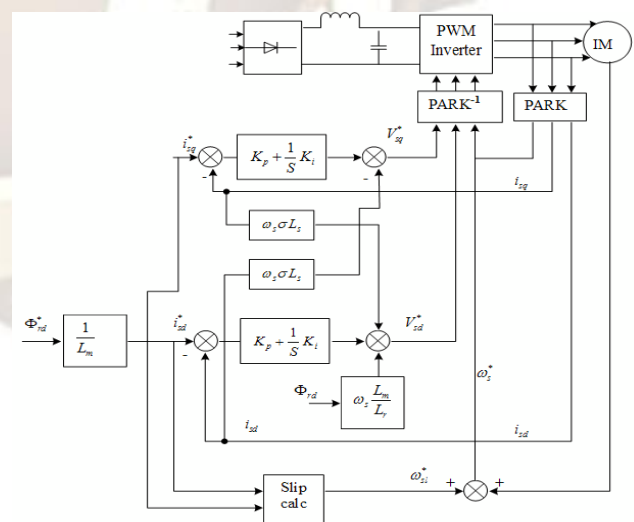 PWM
Inverter
IM
PARK⁻¹
PARK
i*sq
Kp + 1/S Ki
V*sq
-
-
isq
ωsσLs
ωsσLs
Φ*rd
1/Lm
i*sd
Kp + 1/S Ki
V*sd
-
Φrd
ωs Lm/Lr
ω*s
isd
isd
Slip
calc
ω*sl
+
+